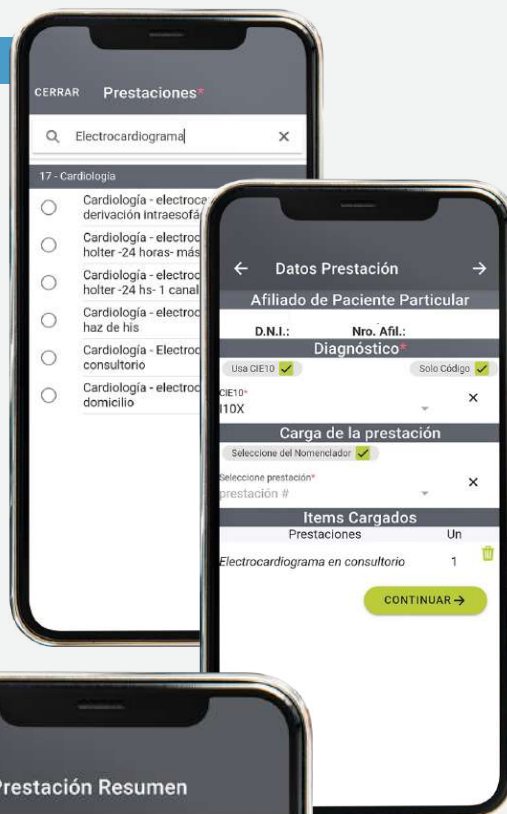 CERRAR Prestaciones*
Electrocardiograma
17 - Cardiología
Cardiología - electroca
derivación intraesofá
Cardiología - electroc
holter -24 horas- más
Cardiología - electroc
holter -24 hs- 1 canal
Cardiología - electroc
haz de his
Cardiología - Electroc
consultorio
Cardiología - electroc
domicilio
Datos Prestación
Afiliado de Paciente Particular
D.N.I.: Nro. Afil.:
Diagnóstico*
Usa CIE10 Solo Código
CIE10*
I10X
Carga de la prestación
Seleccione del Nomenclador
Seleccione prestación*
prestación #
Items Cargados
Prestaciones Un
Electrocardiograma en consultorio 1
CONTINUAR
Prestación Resumen